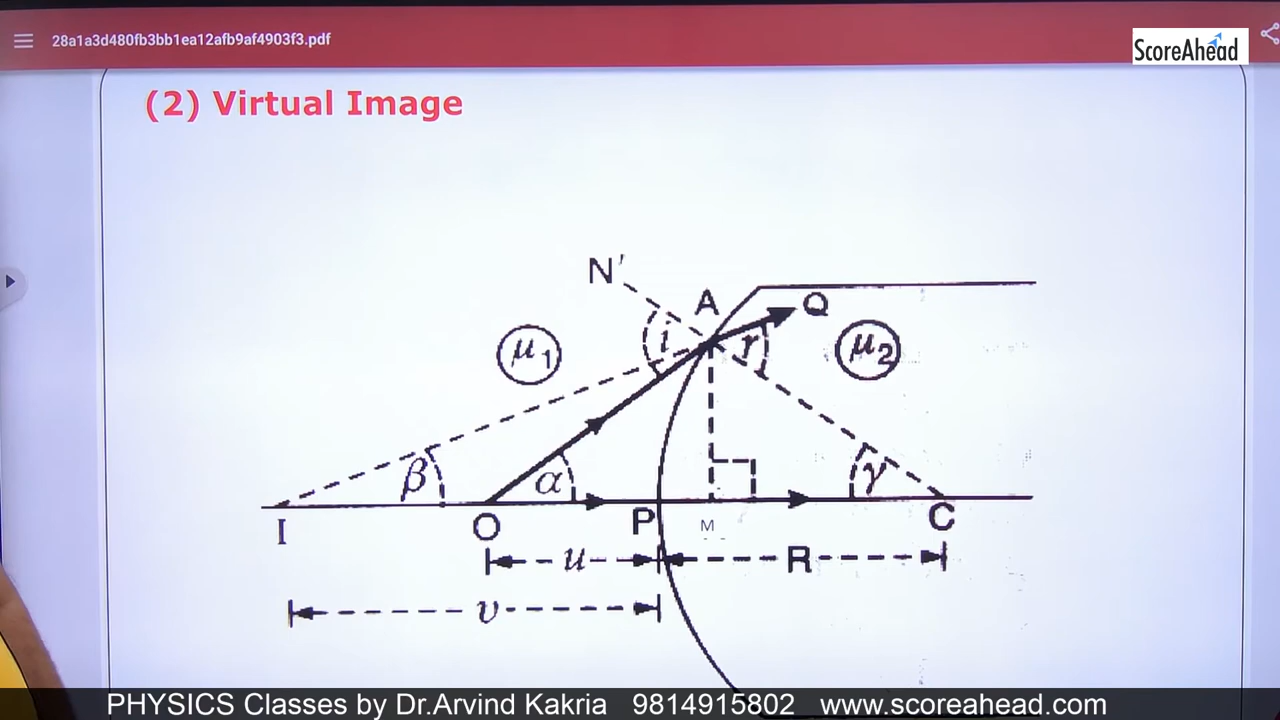 28a1a3d480fb3bb1ea12afb9af4903f3.pdf
ScoreAhead
(2) Virtual Image
N'
A
Q
μ1
i
r
μ2
β
α
γ
I
O
P
M
C
u
R
υ
PHYSICS Classes by Dr.Arvind Kakria 9814915802 www.scoreahead.com